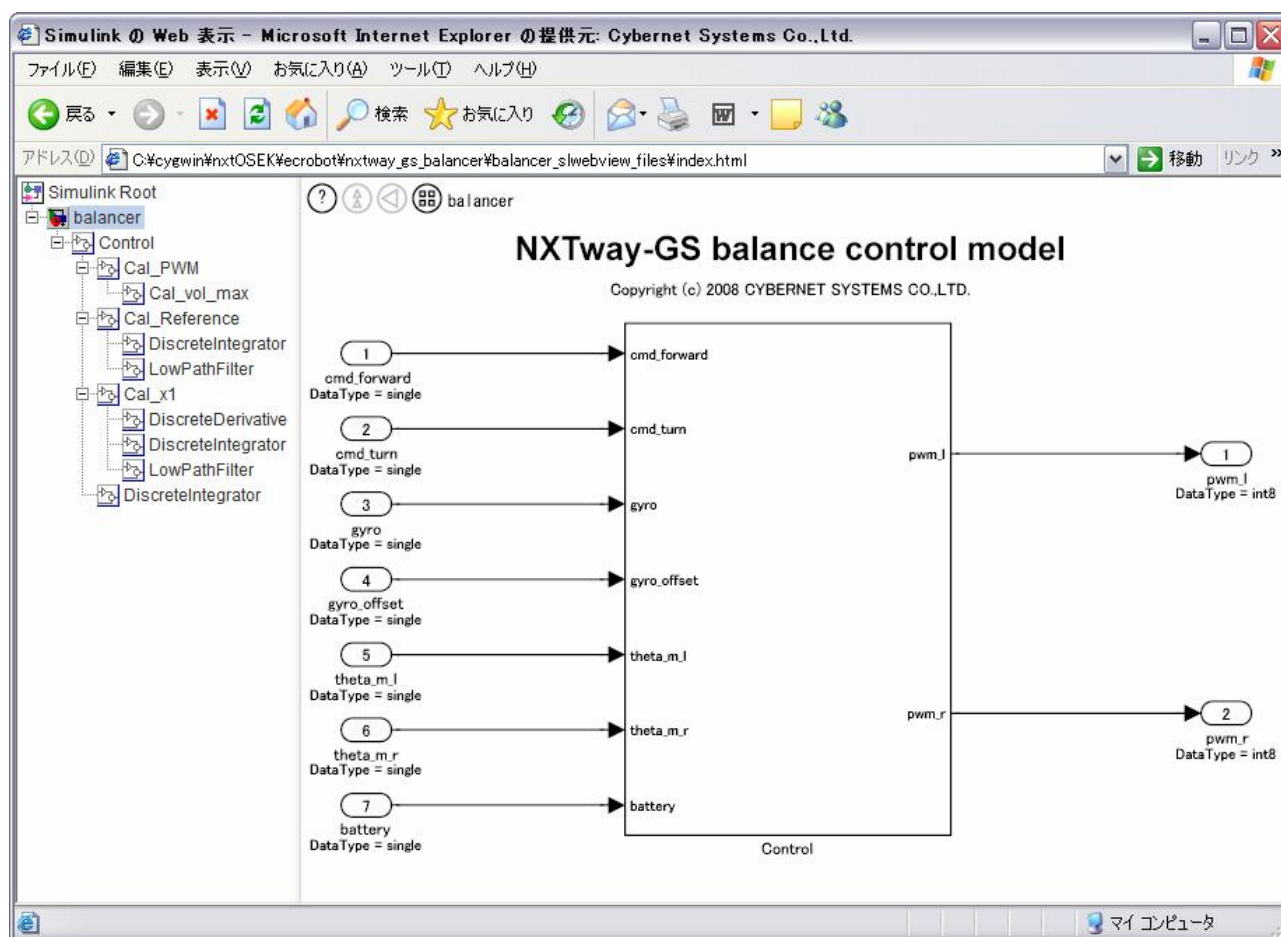 Simulink の Web 表示 - Microsoft Internet Explorer の提供元: Cybernet Systems Co.,Ltd.
ファイル(F) 編集(E) 表示(V) お気に入り(A) ツール(T) ヘルプ(H)
戻る 検索 お気に入り
アドレス(D) C:¥cygwin¥nxtOSEK¥ecrobot¥nxtway_gs_balancer¥balancer_slwebview_files¥index.html 移動 リンク »
Simulink Root
balancer
Control
Cal_PWM
Cal_vol_max
Cal_Reference
DiscreteIntegrator
LowPathFilter
Cal_x1
DiscreteDerivative
DiscreteIntegrator
LowPathFilter
DiscreteIntegrator
? balancer
NXTway-GS balance control model
Copyright (c) 2008 CYBERNET SYSTEMS CO.,LTD.
1
cmd_forward
DataType = single
2
cmd_turn
DataType = single
3
gyro
DataType = single
4
gyro_offset
DataType = single
5
theta_m_l
DataType = single
6
theta_m_r
DataType = single
7
battery
DataType = single
cmd_forward
cmd_turn
gyro
gyro_offset
theta_m_l
theta_m_r
battery
pwm_l
pwm_r
Control
1
pwm_l
DataType = int8
2
pwm_r
DataType = int8
マイ コンピュータ